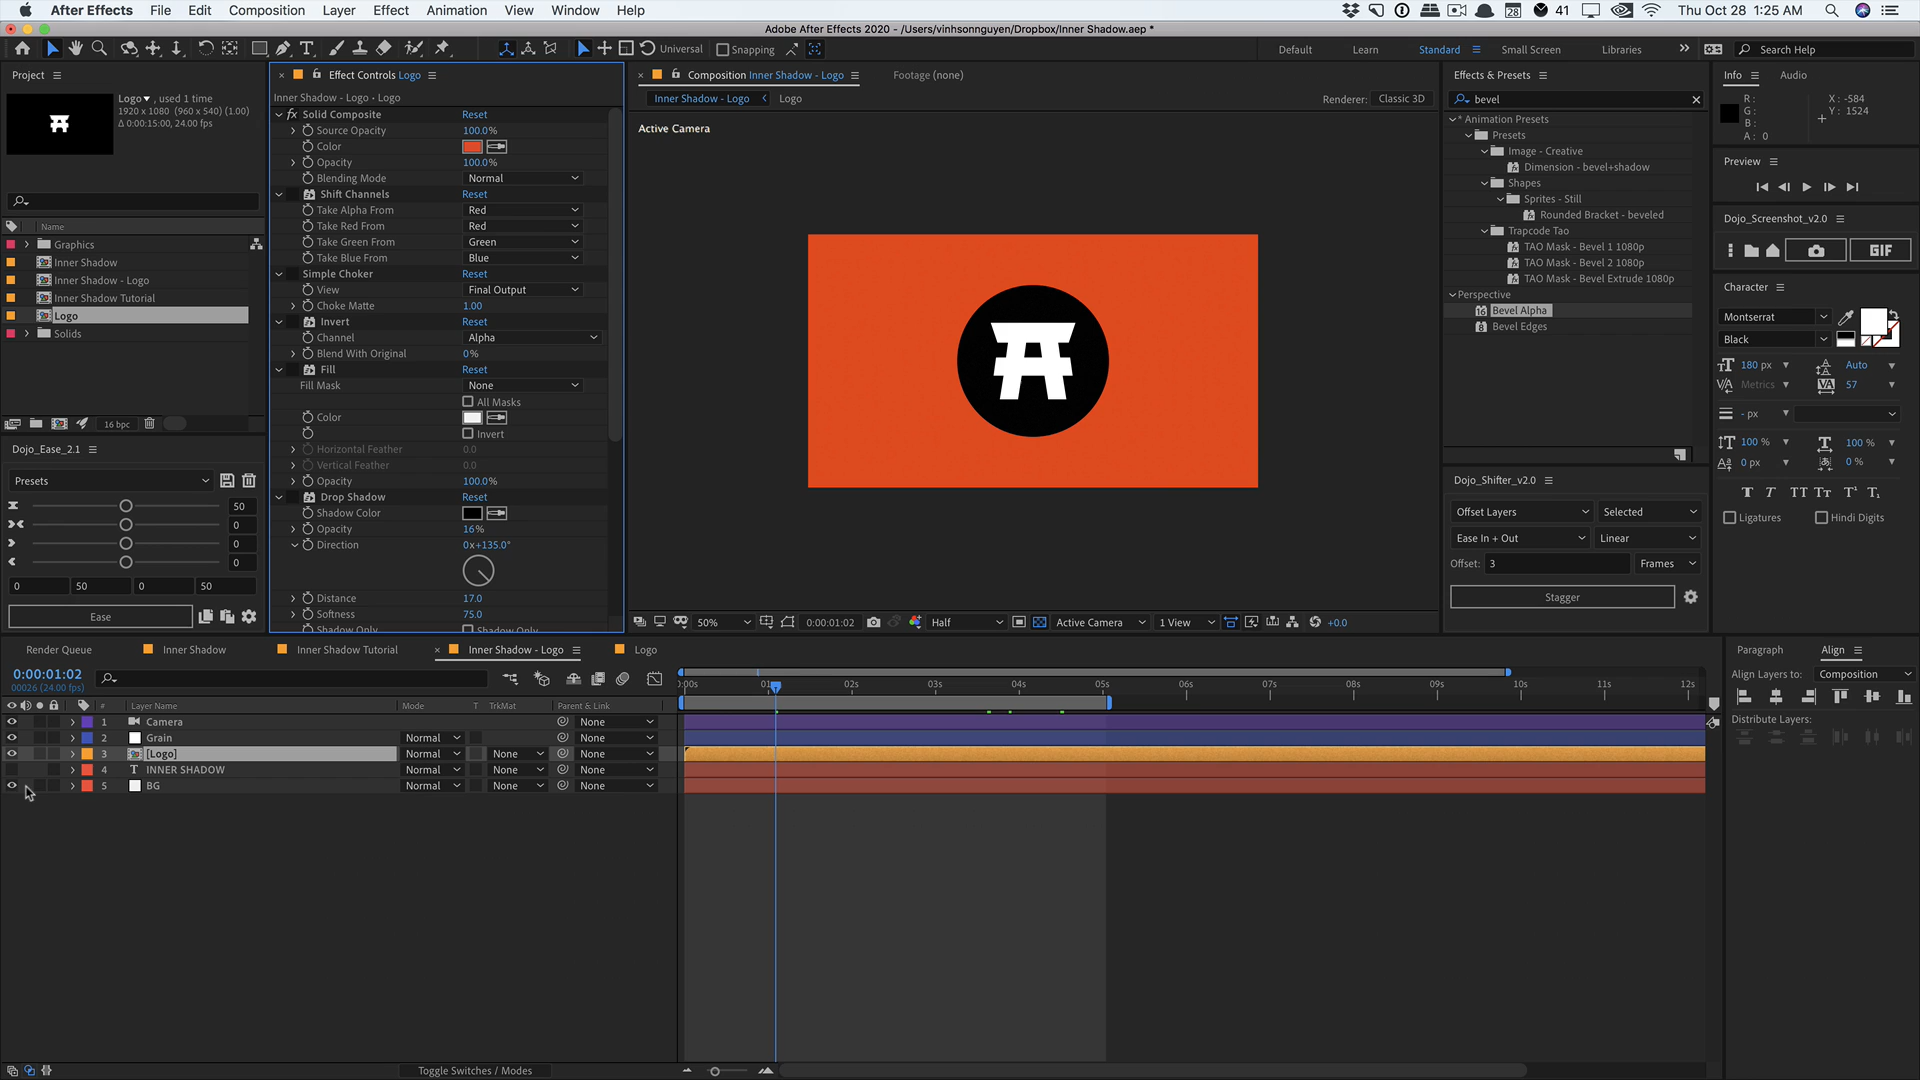 After Effects File Edit Composition Layer Effect Animation View Window Help
41 Thu Oct 28 1:25 AM
Adobe After Effects 2020 - /Users/vinhsonnguyen/Dropbox/Inner Shadow.aep *
Universal Snapping Default Learn Standard Small Screen Libraries Search Help
Project
Logo , used 1 time
1920 x 1080 (960 x 540) (1.00)
Δ 0:00:15:00, 24.00 fps
Name
Graphics
Inner Shadow
Inner Shadow - Logo
Inner Shadow Tutorial
Logo
Solids
16 bpc
Dojo_Ease_2.1
Presets
50
0
0
0
0 50 0 50
Ease
Effect Controls Logo
Inner Shadow - Logo • Logo
fx Solid Composite Reset
Source Opacity 100.0%
Color
Opacity 100.0%
Blending Mode Normal
Shift Channels Reset
Take Alpha From Red
Take Red From Red
Take Green From Green
Take Blue From Blue
Simple Choker Reset
View Final Output
Choke Matte 1.00
Invert Reset
Channel Alpha
Blend With Original 0%
Fill Reset
Fill Mask None
All Masks
Color
Invert
Horizontal Feather 0.0
Vertical Feather 0.0
Opacity 100.0%
Drop Shadow Reset
Shadow Color
Opacity 16%
Direction 0x+135.0°
Distance 17.0
Softness 75.0
Shadow Only Shadow Only
Composition Inner Shadow - Logo Footage (none)
Inner Shadow - Logo Logo Renderer: Classic 3D
Active Camera
50% 0:00:01:02 Half Active Camera 1 View +0.0
Effects & Presets
bevel
* Animation Presets
Presets
Image - Creative
Dimension - bevel+shadow
Shapes
Sprites - Still
Rounded Bracket - beveled
Trapcode Tao
TAO Mask - Bevel 1 1080p
TAO Mask - Bevel 2 1080p
TAO Mask - Bevel Extrude 1080p
Perspective
Bevel Alpha
Bevel Edges
Dojo_Shifter_v2.0
Offset Layers Selected
Ease In + Out Linear
Offset: 3 Frames
Stagger
Info Audio
R : X : -584
G : Y : 1524
B :
A : 0
Preview
Dojo_Screenshot_v2.0
GIF
Character
Montserrat
Black
180 px Auto
Metrics 57
- px
100 % 100 %
0 px 0 %
Ligatures Hindi Digits
Render Queue Inner Shadow Inner Shadow Tutorial Inner Shadow - Logo Logo
0:00:01:02
00026 (24.00 fps)
# Layer Name Mode T TrkMat Parent & Link
1 Camera None
2 Grain Normal None
3 [Logo] Normal None None
4 T INNER SHADOW Normal None None
5 BG Normal None None
02s 03s 04s 05s 06s 07s 08s 09s 10s 11s 12s
Toggle Switches / Modes
Paragraph Align
Align Layers to: Composition
Distribute Layers: